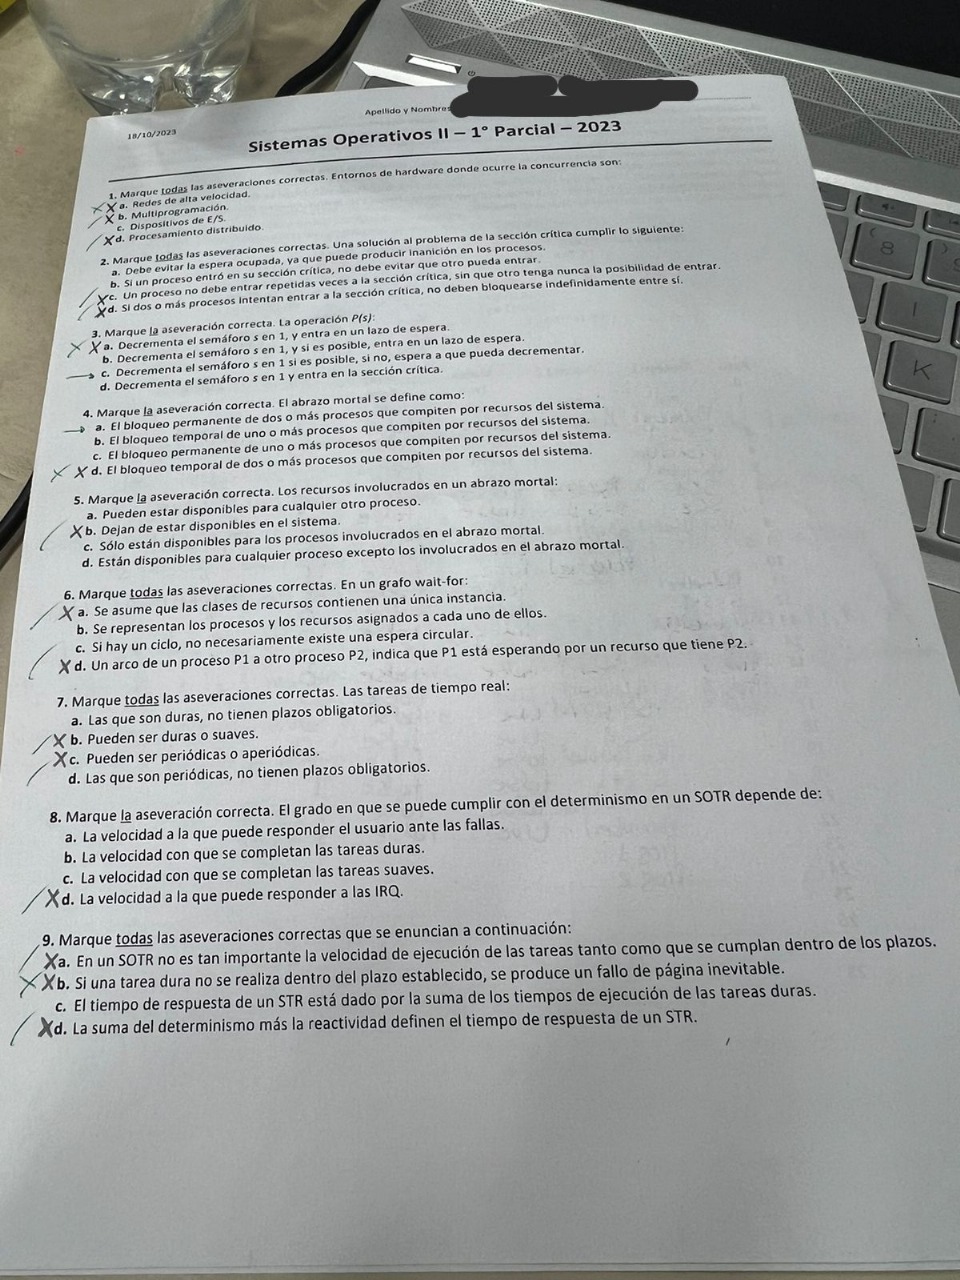 18/10/2023
Apellido y Nombres
Sistemas Operativos II – 1° Parcial – 2023
1. Marque todas las aseveraciones correctas. Entornos de hardware donde ocurre la concurrencia son:
X X a. Redes de alta velocidad.
X b. Multiprogramación.
c. Dispositivos de E/S.
X d. Procesamiento distribuido.
2. Marque todas las aseveraciones correctas. Una solución al problema de la sección crítica cumplir lo siguiente:
a. Debe evitar la espera ocupada, ya que puede producir inanición en los procesos.
b. Si un proceso entró en su sección crítica, no debe evitar que otro pueda entrar.
X c. Un proceso no debe entrar repetidas veces a la sección crítica, sin que otro tenga nunca la posibilidad de entrar.
X d. Si dos o más procesos intentan entrar a la sección crítica, no deben bloquearse indefinidamente entre sí.
3. Marque la aseveración correcta. La operación P(s):
X X a. Decrementa el semáforo s en 1, y entra en un lazo de espera.
b. Decrementa el semáforo s en 1, y si es posible, entra en un lazo de espera.
→ c. Decrementa el semáforo s en 1 si es posible, si no, espera a que pueda decrementar.
d. Decrementa el semáforo s en 1 y entra en la sección crítica.
4. Marque la aseveración correcta. El abrazo mortal se define como:
→ a. El bloqueo permanente de dos o más procesos que compiten por recursos del sistema.
b. El bloqueo temporal de uno o más procesos que compiten por recursos del sistema.
c. El bloqueo permanente de uno o más procesos que compiten por recursos del sistema.
X X d. El bloqueo temporal de dos o más procesos que compiten por recursos del sistema.
5. Marque la aseveración correcta. Los recursos involucrados en un abrazo mortal:
a. Pueden estar disponibles para cualquier otro proceso.
X b. Dejan de estar disponibles en el sistema.
c. Sólo están disponibles para los procesos involucrados en el abrazo mortal.
d. Están disponibles para cualquier proceso excepto los involucrados en el abrazo mortal.
6. Marque todas las aseveraciones correctas. En un grafo wait-for:
X a. Se asume que las clases de recursos contienen una única instancia.
b. Se representan los procesos y los recursos asignados a cada uno de ellos.
c. Si hay un ciclo, no necesariamente existe una espera circular.
X d. Un arco de un proceso P1 a otro proceso P2, indica que P1 está esperando por un recurso que tiene P2.
7. Marque todas las aseveraciones correctas. Las tareas de tiempo real:
a. Las que son duras, no tienen plazos obligatorios.
X b. Pueden ser duras o suaves.
X c. Pueden ser periódicas o aperiódicas.
d. Las que son periódicas, no tienen plazos obligatorios.
8. Marque la aseveración correcta. El grado en que se puede cumplir con el determinismo en un SOTR depende de:
a. La velocidad a la que puede responder el usuario ante las fallas.
b. La velocidad con que se completan las tareas duras.
c. La velocidad con que se completan las tareas suaves.
X d. La velocidad a la que puede responder a las IRQ.
9. Marque todas las aseveraciones correctas que se enuncian a continuación:
X a. En un SOTR no es tan importante la velocidad de ejecución de las tareas tanto como que se cumplan dentro de los plazos.
X X b. Si una tarea dura no se realiza dentro del plazo establecido, se produce un fallo de página inevitable.
c. El tiempo de respuesta de un STR está dado por la suma de los tiempos de ejecución de las tareas duras.
X d. La suma del determinismo más la reactividad definen el tiempo de respuesta de un STR.
8
K